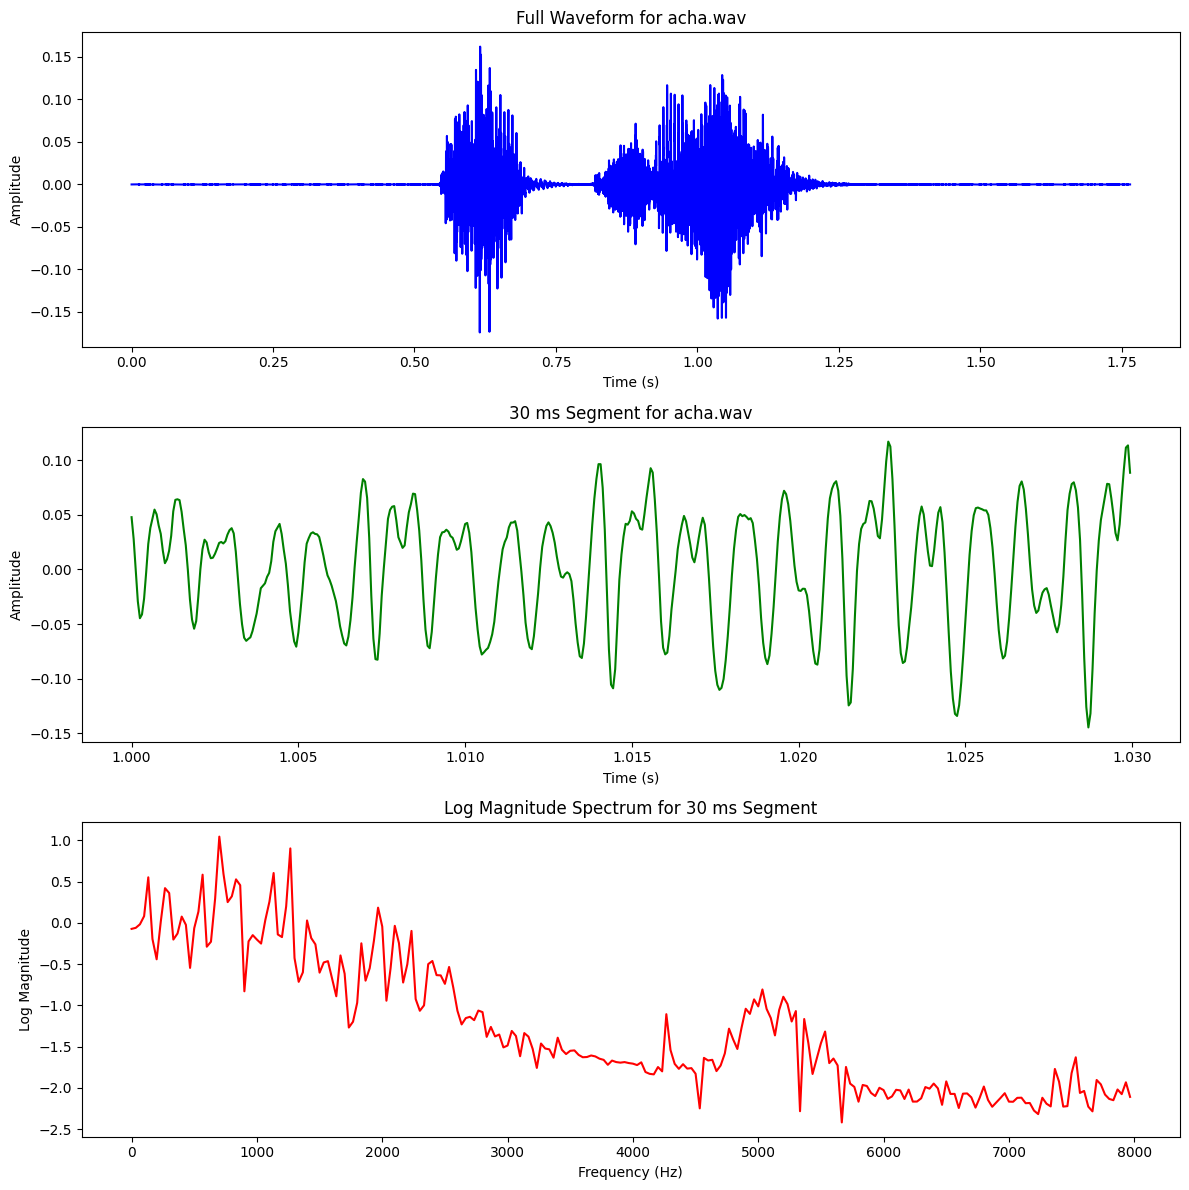 Full Waveform for acha.wav
0.15
0.10
0.05
0.00
−0.05
−0.10
−0.15
Amplitude
0.00 0.25 0.50 0.75 1.00 1.25 1.50 1.75
Time (s)
30 ms Segment for acha.wav
0.10
0.05
0.00
−0.05
−0.10
−0.15
Amplitude
1.000 1.005 1.010 1.015 1.020 1.025 1.030
Time (s)
Log Magnitude Spectrum for 30 ms Segment
1.0
0.5
0.0
−0.5
−1.0
−1.5
−2.0
−2.5
Log Magnitude
0 1000 2000 3000 4000 5000 6000 7000 8000
Frequency (Hz)